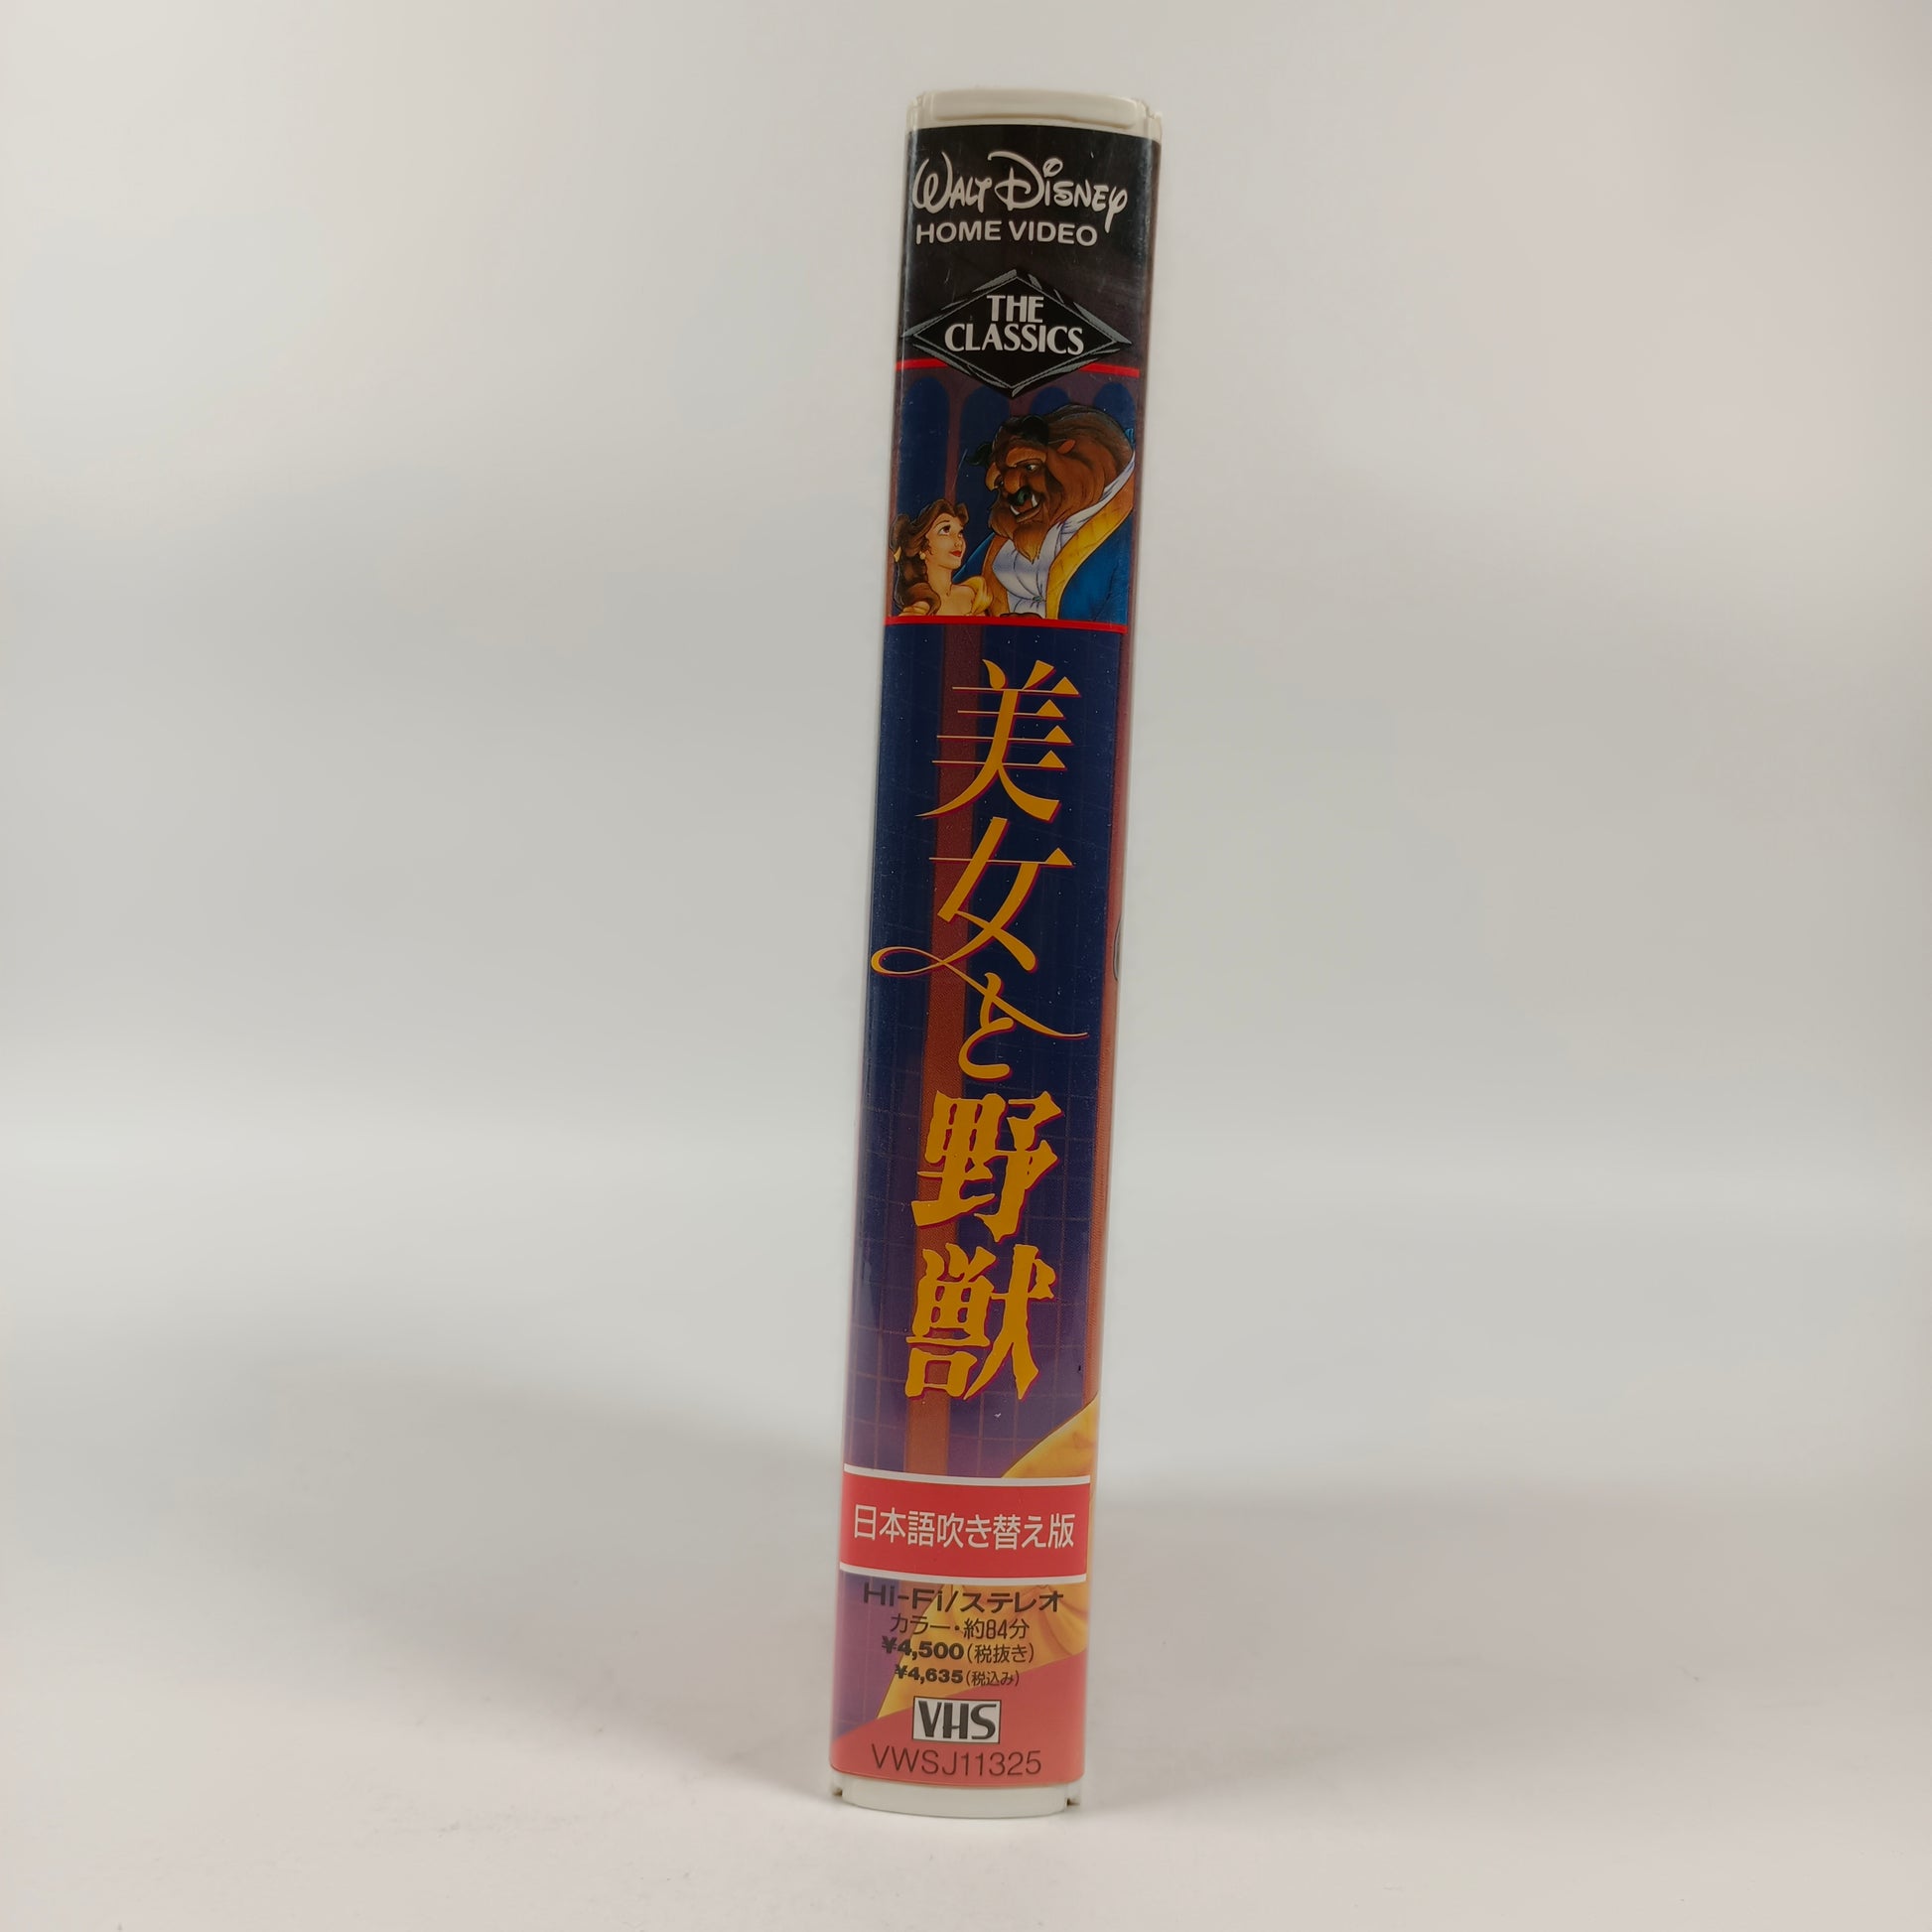 WALT DISNEY
HOME VIDEO
THE
CLASSICS
美女と野獣
日本語吹き替え版
Hi-Fi/ステレオ
カラー・約84分
¥4,500(税抜き)
¥4,635(税込み)
VHS
VWSJ11325